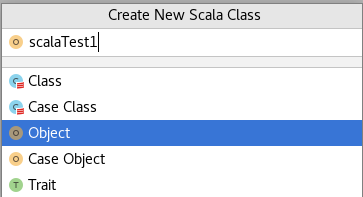 Create New Scala Class
O scalaTest1
C Class
C Case Class
O Object
O Case Object
T Trait